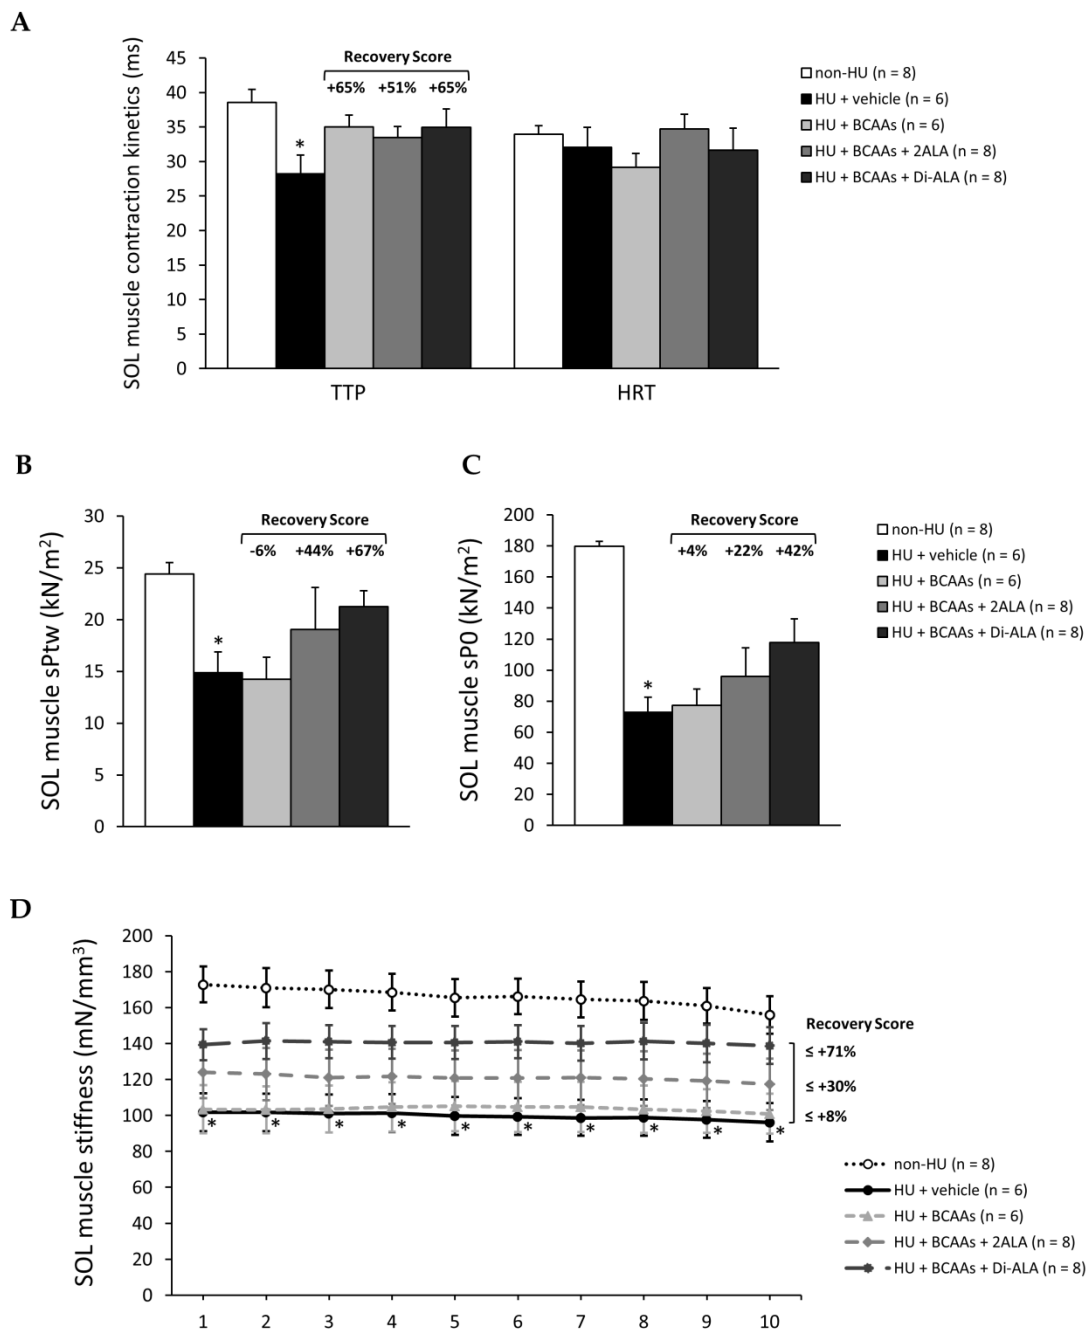 A
SOL muscle contraction kinetics (ms)
45
40
35
30
25
20
15
10
5
0
Recovery Score
+65% +51% +65%
*
TTP HRT
non-HU (n = 8)
HU + vehicle (n = 6)
HU + BCAAs (n = 6)
HU + BCAAs + 2ALA (n = 8)
HU + BCAAs + Di-ALA (n = 8)
B
SOL muscle sPtw (kN/m²)
30
25
20
15
10
5
0
Recovery Score
-6% +44% +67%
*
C
SOL muscle sP0 (kN/m²)
200
180
160
140
120
100
80
60
40
20
0
Recovery Score
+4% +22% +42%
*
non-HU (n = 8)
HU + vehicle (n = 6)
HU + BCAAs (n = 6)
HU + BCAAs + 2ALA (n = 8)
HU + BCAAs + Di-ALA (n = 8)
D
SOL muscle stiffness (mN/mm³)
200
180
160
140
120
100
80
60
40
20
0
* * * * * * * * * *
1 2 3 4 5 6 7 8 9 10
Recovery Score
≤ +71%
≤ +30%
≤ +8%
non-HU (n = 8)
HU + vehicle (n = 6)
HU + BCAAs (n = 6)
HU + BCAAs + 2ALA (n = 8)
HU + BCAAs + Di-ALA (n = 8)